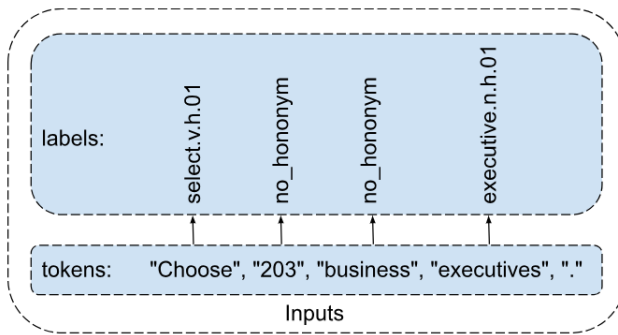 labels:
select.v.h.01
no_hononym
no_hononym
executive.n.h.01
tokens: "Choose", "203", "business", "executives", "."
Inputs